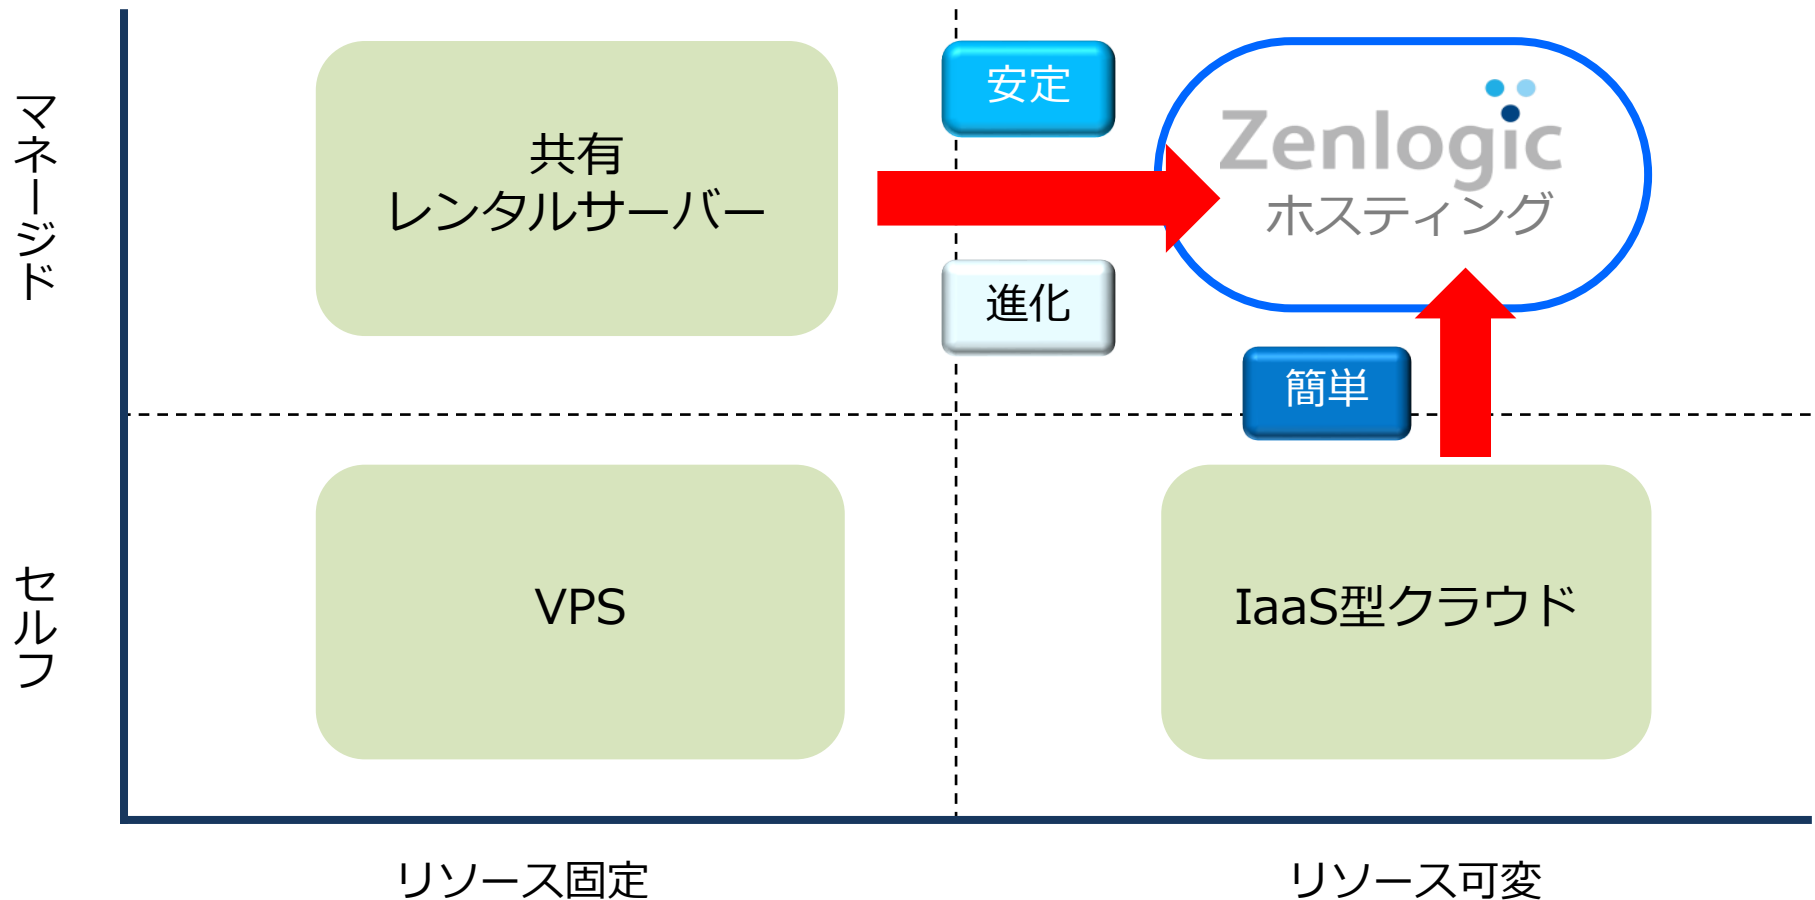 マネージド
共有
レンタルサーバー
安定
進化
Zenlogic
ホスティング
簡単
セルフ
VPS
IaaS型クラウド
リソース固定
リソース可変